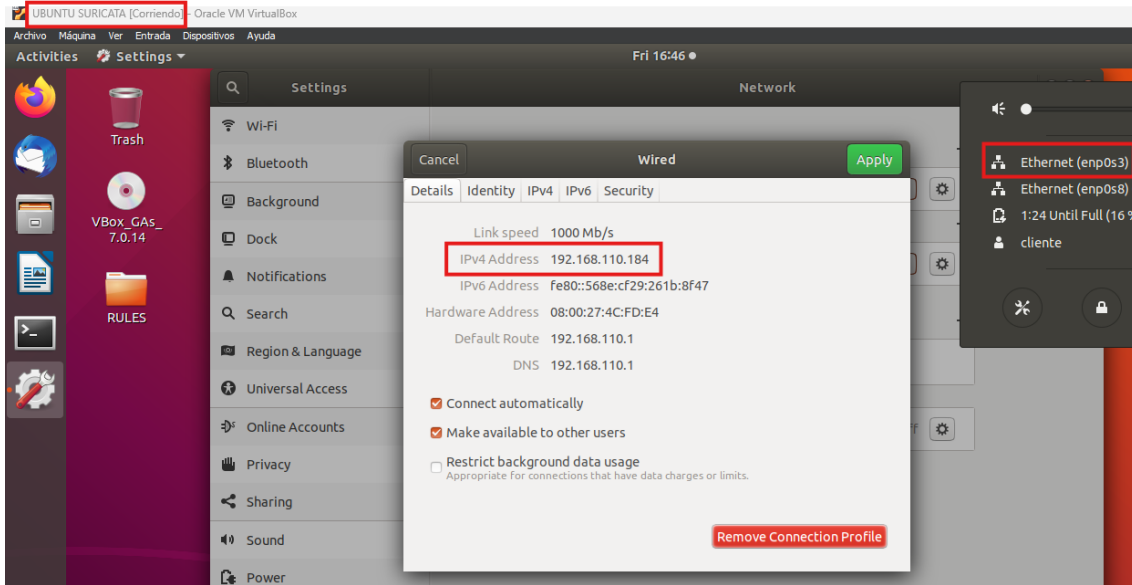 UBUNTU SURICATA [Corriendo] - Oracle VM VirtualBox
Archivo Máquina Ver Entrada Dispositivos Ayuda
Activities Settings Fri 16:46
Settings Network
Trash
VBox_GAs_
7.0.14
RULES
Wi-Fi
Bluetooth
Background
Dock
Notifications
Search
Region & Language
Universal Access
Online Accounts
Privacy
Sharing
Sound
Power
Cancel Wired Apply
Details Identity IPv4 IPv6 Security
Link speed 1000 Mb/s
IPv4 Address 192.168.110.184
IPv6 Address fe80::568e:cf29:261b:8f47
Hardware Address 08:00:27:4C:FD:E4
Default Route 192.168.110.1
DNS 192.168.110.1
Connect automatically
Make available to other users
Restrict background data usage
Appropriate for connections that have data charges or limits.
Remove Connection Profile
Ethernet (enp0s3)
Ethernet (enp0s8)
1:24 Until Full (16 %
cliente